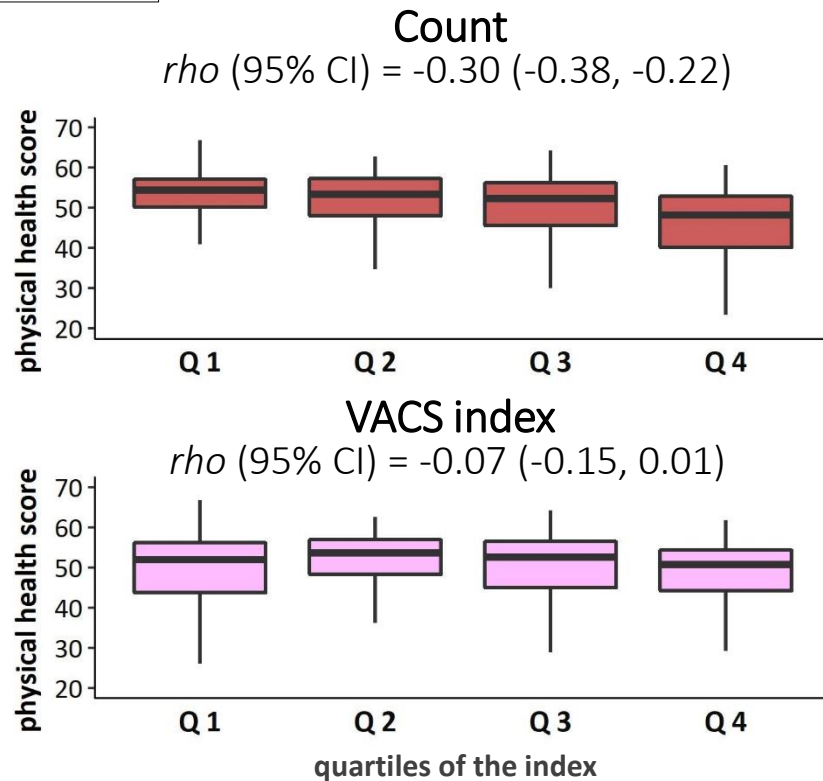 Count
rho (95% CI) = -0.30 (-0.38, -0.22)
physical health score
70
60
50
40
30
20
Q 1 Q 2 Q 3 Q 4
VACS index
rho (95% CI) = -0.07 (-0.15, 0.01)
physical health score
70
60
50
40
30
20
Q 1 Q 2 Q 3 Q 4
quartiles of the index